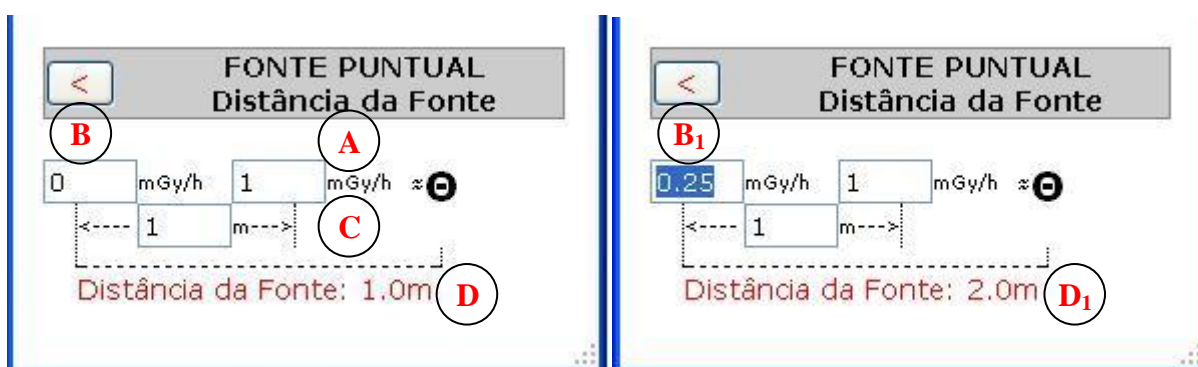 <
FONTE PUNTUAL
Distância da Fonte
B
A
0 mGy/h 1 mGy/h ≈Θ
<---- 1 m---> C
Distância da Fonte: 1.0m D
<
FONTE PUNTUAL
Distância da Fonte
B1
0.25 mGy/h 1 mGy/h ≈Θ
<---- 1 m--->
Distância da Fonte: 2.0m D1